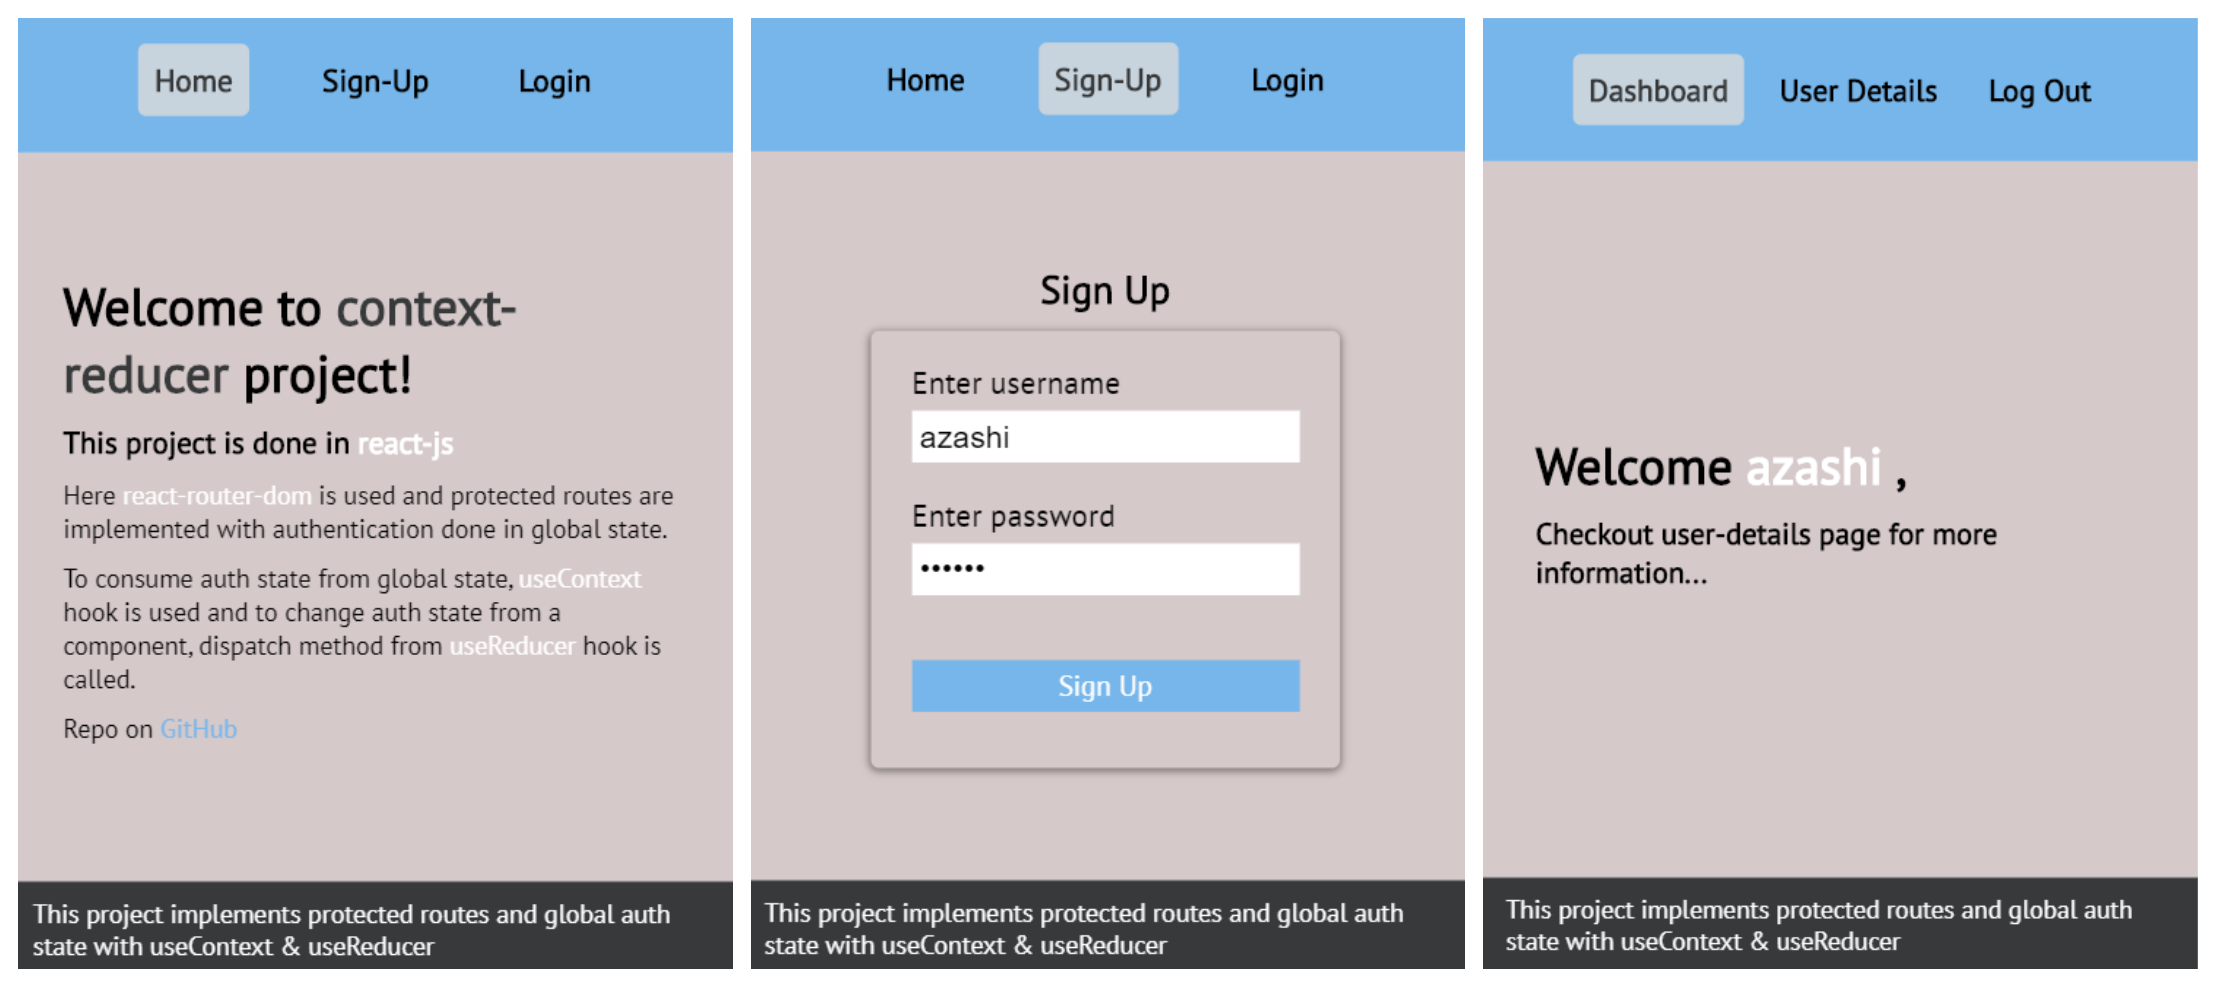 Home Sign-Up Login
Welcome to context-
reducer project!
This project is done in react-js
Here react-router-dom is used and protected routes are
implemented with authentication done in global state.
To consume auth state from global state, useContext
hook is used and to change auth state from a
component, dispatch method from useReducer hook is
called.
Repo on GitHub
This project implements protected routes and global auth
state with useContext & useReducer
Home Sign-Up Login
Sign Up
Enter username
azashi
Enter password
••••••
Sign Up
This project implements protected routes and global auth
state with useContext & useReducer
Dashboard User Details Log Out
Welcome azashi ,
Checkout user-details page for more
information...
This project implements protected routes and global auth
state with useContext & useReducer